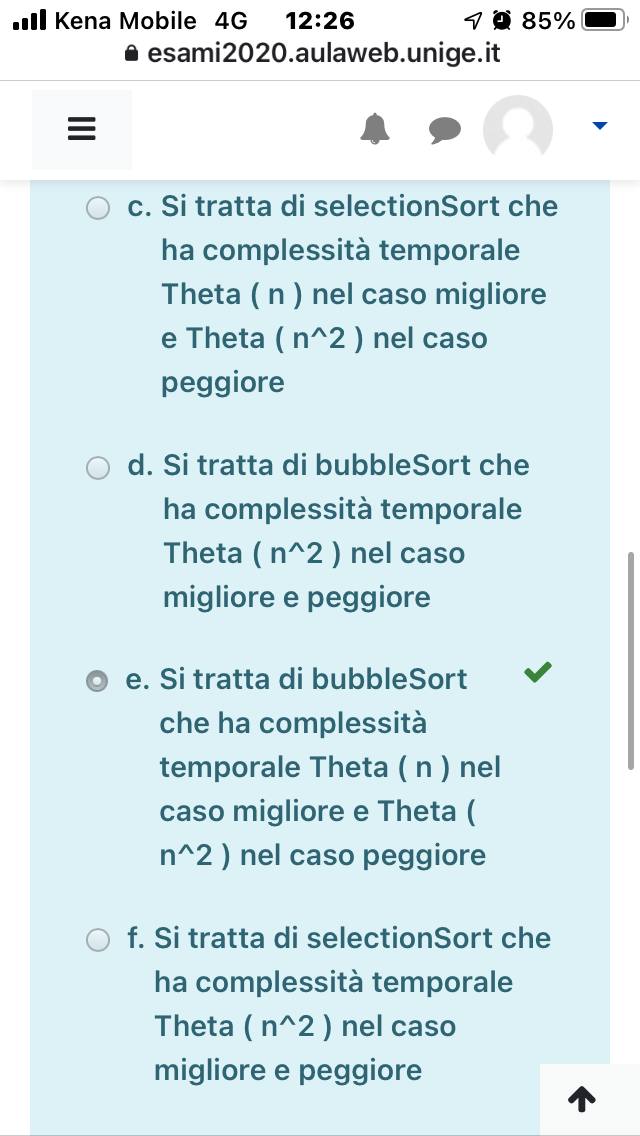 Kena Mobile 4G 12:26 85%
esami2020.aulaweb.unige.it
c. Si tratta di selectionSort che
ha complessità temporale
Theta ( n ) nel caso migliore
e Theta ( n^2 ) nel caso
peggiore
d. Si tratta di bubbleSort che
ha complessità temporale
Theta ( n^2 ) nel caso
migliore e peggiore
e. Si tratta di bubbleSort
che ha complessità
temporale Theta ( n ) nel
caso migliore e Theta (
n^2 ) nel caso peggiore
f. Si tratta di selectionSort che
ha complessità temporale
Theta ( n^2 ) nel caso
migliore e peggiore